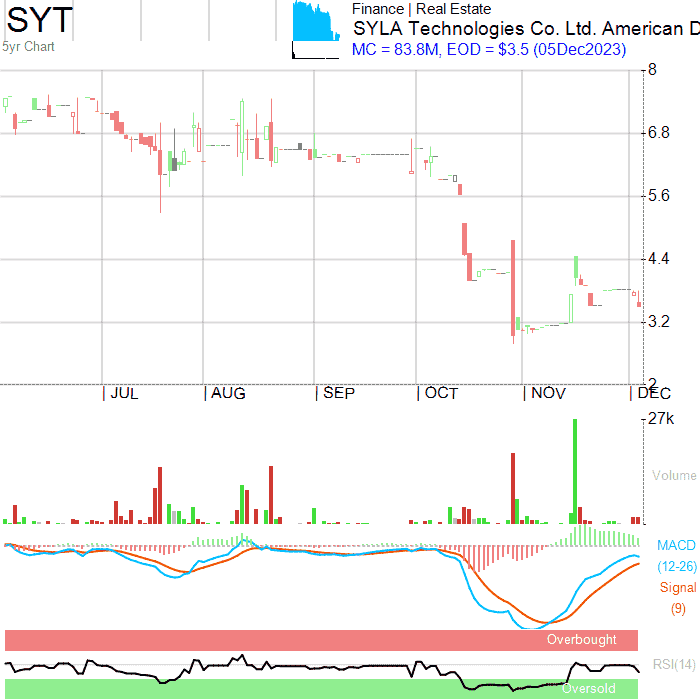 SYT
5yr Chart
Finance | Real Estate
SYLA Technologies Co. Ltd. American D
MC = 83.8M, EOD = $3.5 (05Dec2023)
8
6.8
5.6
4.4
3.2
2
JUL AUG SEP OCT NOV DEC
27k
Volume
MACD
(12-26)
Signal
(9)
Overbought
RSI(14)
Oversold